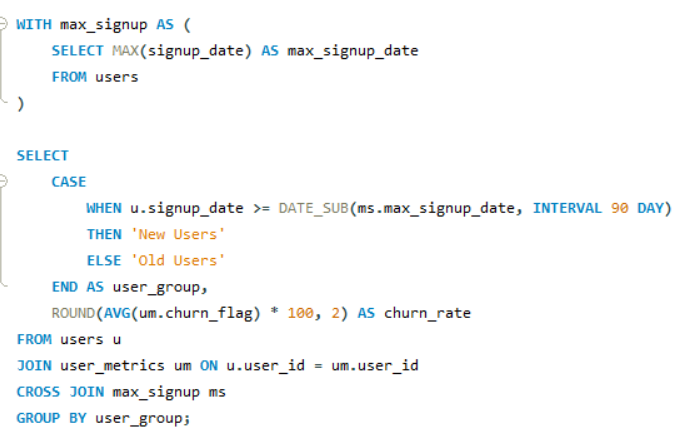 WITH max_signup AS (
    SELECT MAX(signup_date) AS max_signup_date
    FROM users
)
SELECT
    CASE
        WHEN u.signup_date >= DATE_SUB(ms.max_signup_date, INTERVAL 90 DAY)
        THEN 'New Users'
        ELSE 'Old Users'
    END AS user_group,
    ROUND(AVG(um.churn_flag) * 100, 2) AS churn_rate
FROM users u
JOIN user_metrics um ON u.user_id = um.user_id
CROSS JOIN max_signup ms
GROUP BY user_group;